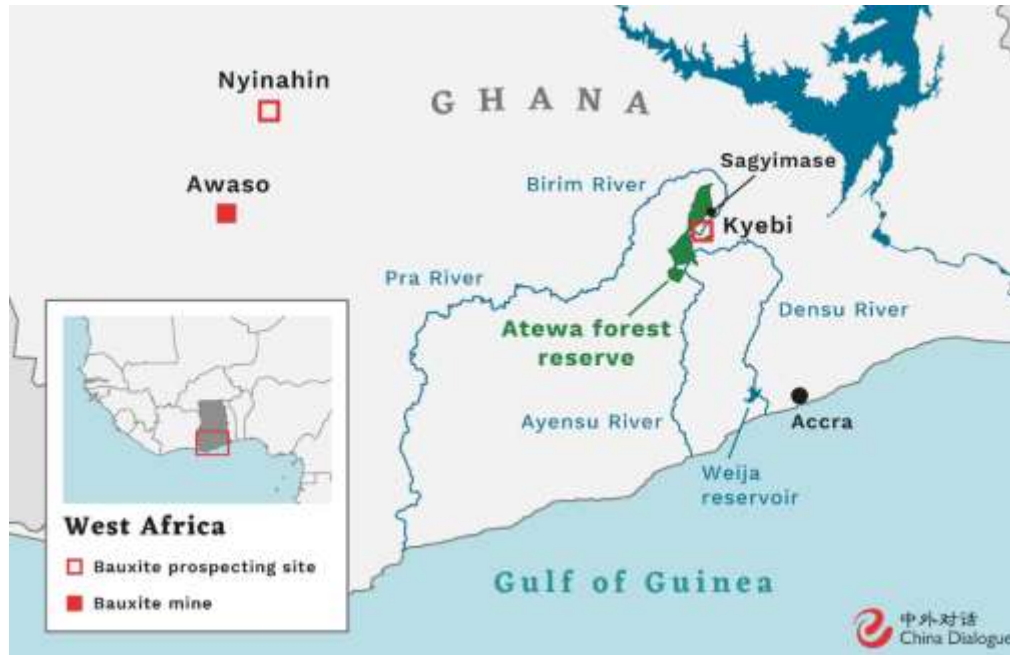 Nyinahin
GHANA
Sagyimase
Awaso
Birim River
Kyebi
Pra River
Densu River
Atewa forest
reserve
Ayensu River
Accra
Weija
reservoir
West Africa
Bauxite prospecting site
Bauxite mine
Gulf of Guinea
中外对话
China Dialogue